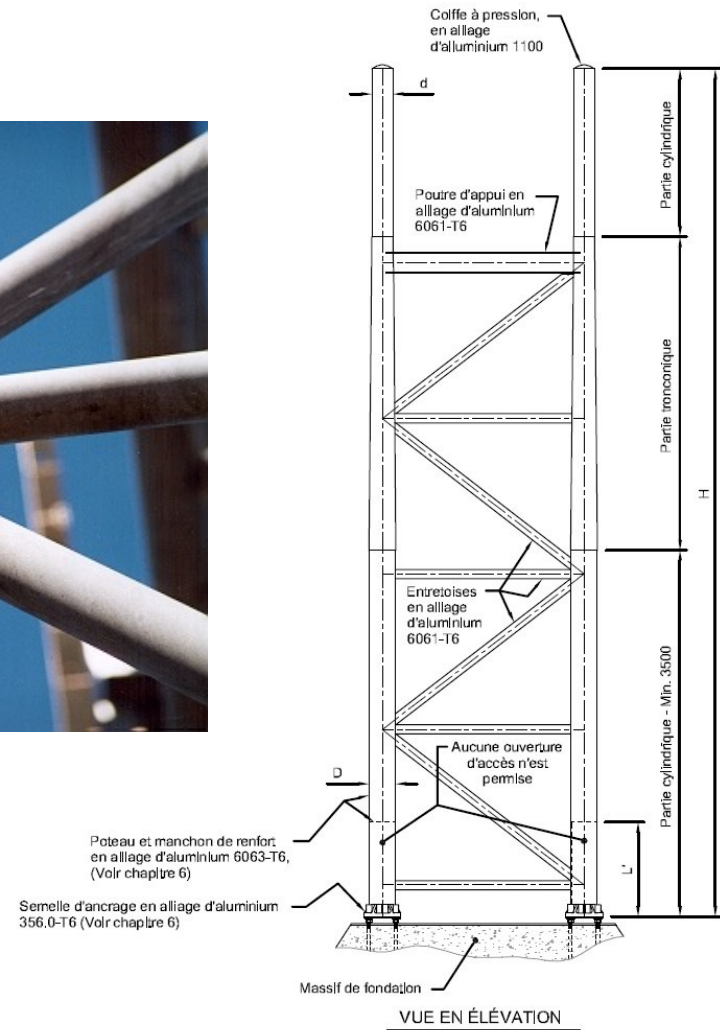 Coiffe à pression,
en alliage
d'aluminium 1100
d
Partie cylindrique
Poutre d'appui en
alliage d'aluminium
6061-T6
Partie tronconique
H
Entretoises
en alliage
d'aluminium
6061-T6
Partie cylindrique - Min. 3500
Aucune ouverture
d'accès n'est
permise
D
Poteau et manchon de renfort
en alliage d'aluminium 6063-T6,
(Voir chapitre 6)
L'
Semelle d'ancrage en alliage d'aluminium
356.0-T6 (Voir chapitre 6)
Massif de fondation
VUE EN ÉLÉVATION